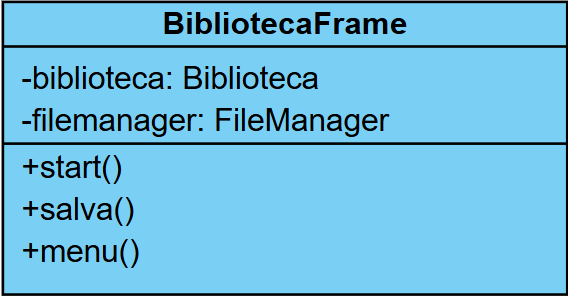 BibliotecaFrame
-biblioteca: Biblioteca
-filemanager: FileManager
+start()
+salva()
+menu()